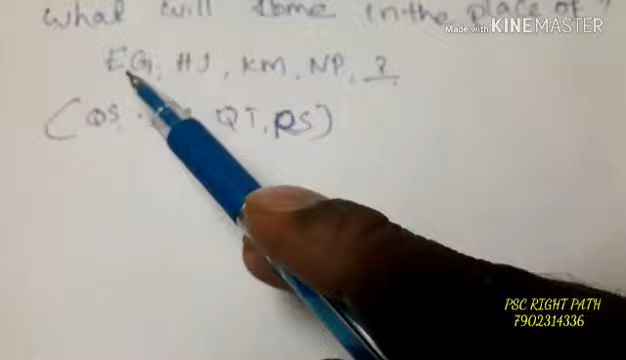 What will come in the place of ?
Made with KINEMASTER
EG, HJ, KM, NP, ?
(QS, QT, RS)
PSC RIGHT PATH
7902314336